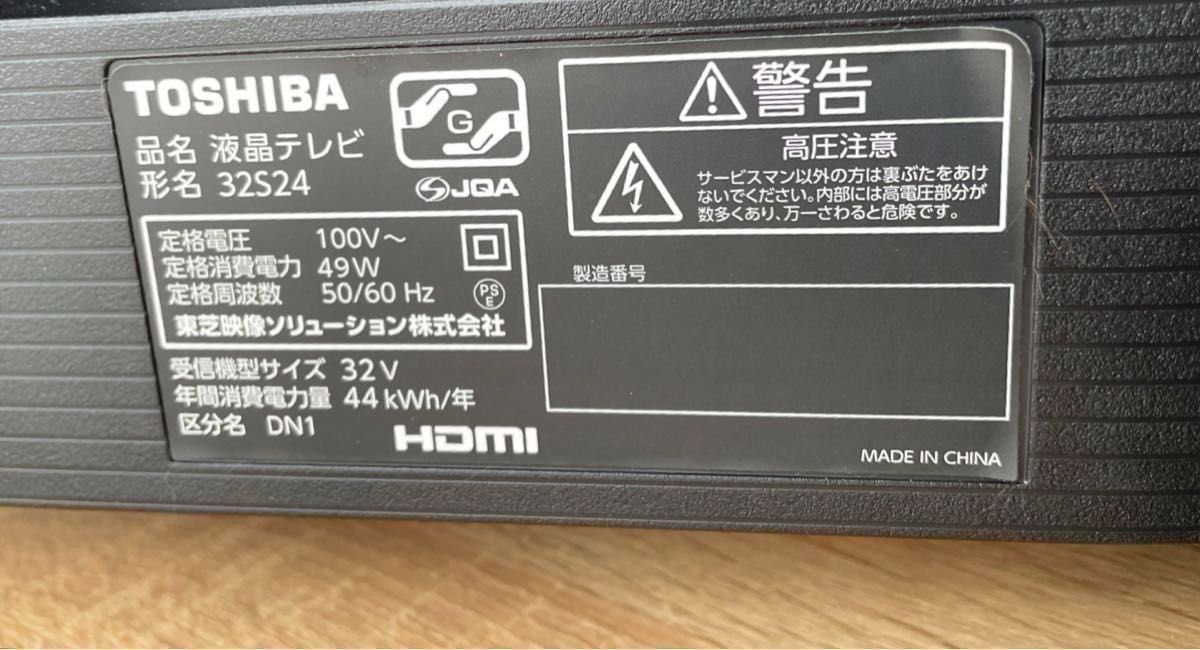 TOSHIBA
品名 液晶テレビ
形名 32S24
G
JQA
定格電圧 100V～
定格消費電力 49W
定格周波数 50/60 Hz
PS
E
東芝映像ソリューション株式会社
受信機型サイズ 32V
年間消費電力量 44kWh/年
区分名 DN1
HDMI
警告
高圧注意
サービスマン以外の方は裏ぶたをあけ
ないでください。内部には高電圧部分が
数多くあり、万一さわると危険です。
製造番号
MADE IN CHINA